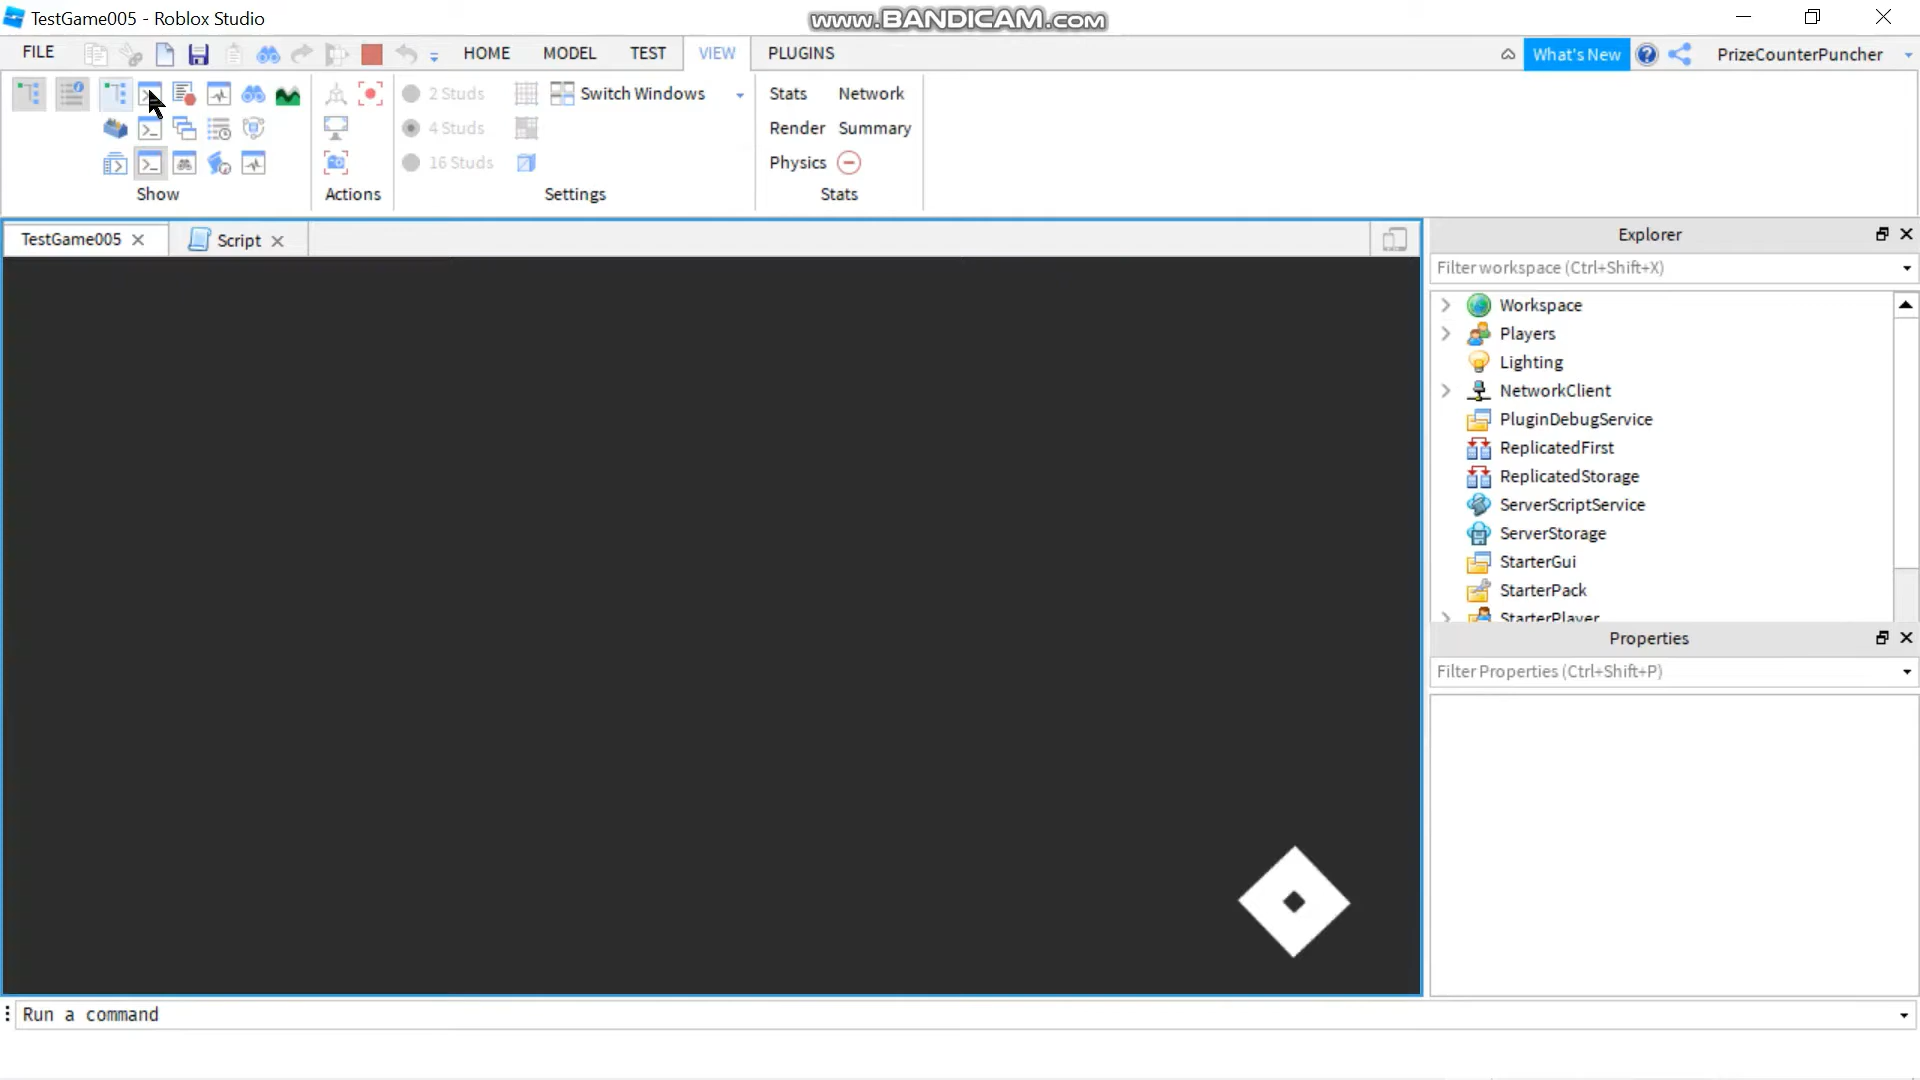 TestGame005 - Roblox Studio
www.BANDICAM.com
FILE
HOME
MODEL
TEST
VIEW
PLUGINS
What's New
PrizeCounterPuncher
2 Studs
4 Studs
16 Studs
Switch Windows
Stats
Network
Render
Summary
Physics
Show
Actions
Settings
Stats
TestGame005
Script
Explorer
Filter workspace (Ctrl+Shift+X)
Workspace
Players
Lighting
NetworkClient
PluginDebugService
ReplicatedFirst
ReplicatedStorage
ServerScriptService
ServerStorage
StarterGui
StarterPack
StarterPlayer
Properties
Filter Properties (Ctrl+Shift+P)
Run a command